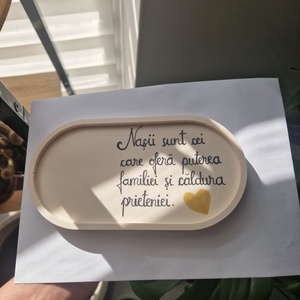 Nașii sunt cei
care oferă puterea
familiei și căldura
prieteniei.